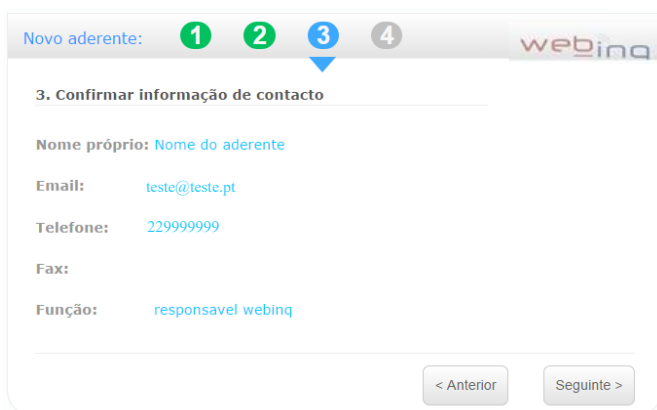 Novo aderente: 1 2 3 4 webinq
3. Confirmar informação de contacto
Nome próprio: Nome do aderente
Email: teste@teste.pt
Telefone: 229999999
Fax:
Função: responsavel webinq
< Anterior Seguinte >